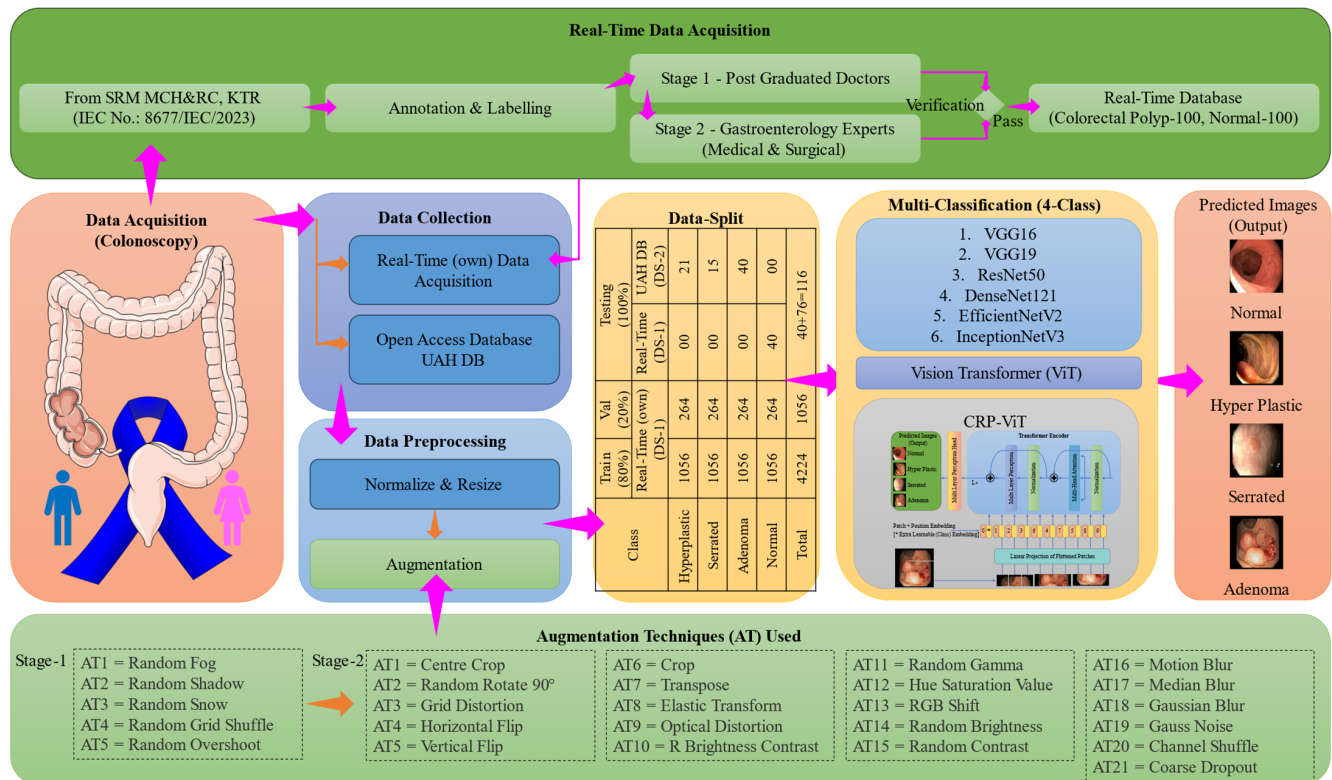 Real-Time Data Acquisition
From SRM MCH&RC, KTR
(IEC No.: 8677/IEC/2023)
Annotation & Labelling
Stage 1 - Post Graduated Doctors
Stage 2 - Gastroenterology Experts
(Medical & Surgical)
Verification
Pass
Real-Time Database
(Colorectal Polyp-100, Normal-100)
Data Acquisition
(Colonoscopy)
Data Collection
Real-Time (own) Data
Acquisition
Open Access Database
UAH DB
Data Preprocessing
Normalize & Resize
Augmentation
Data-Split
Class
Train
(80%)
Val
(20%)
Testing
(100%)
Real-Time (own)
(DS-1)
Real-Time
(DS-1)
UAH DB
(DS-2)
Hyperplastic 1056 264 00 21
Serrated 1056 264 00 15
Adenoma 1056 264 00 40
Normal 1056 264 40 00
Total 4224 1056 40+76=116
Multi-Classification (4-Class)
1. VGG16
2. VGG19
3. ResNet50
4. DenseNet121
5. EfficientNetV2
6. InceptionNetV3
Vision Transformer (ViT)
CRP-ViT
Predicted Images
(Output)
Normal
Hyper Plastic
Serrated
Adenoma
Multi Layer Perceptron Head
Transformer Encoder
L×
Multi-Layer Perceptron
Normalization
Multi-Head Attention
Normalization
Patch + Position Embedding
[* Extra Learnable (Class) Embedding]
Linear Projection of Flattened Patches
Predicted Images
(Output)
Normal
Hyper Plastic
Serrated
Adenoma
Augmentation Techniques (AT) Used
Stage-1
AT1 = Random Fog
AT2 = Random Shadow
AT3 = Random Snow
AT4 = Random Grid Shuffle
AT5 = Random Overshoot
Stage-2
AT1 = Centre Crop
AT2 = Random Rotate 90°
AT3 = Grid Distortion
AT4 = Horizontal Flip
AT5 = Vertical Flip
AT6 = Crop
AT7 = Transpose
AT8 = Elastic Transform
AT9 = Optical Distortion
AT10 = R Brightness Contrast
AT11 = Random Gamma
AT12 = Hue Saturation Value
AT13 = RGB Shift
AT14 = Random Brightness
AT15 = Random Contrast
AT16 = Motion Blur
AT17 = Median Blur
AT18 = Gaussian Blur
AT19 = Gauss Noise
AT20 = Channel Shuffle
AT21 = Coarse Dropout